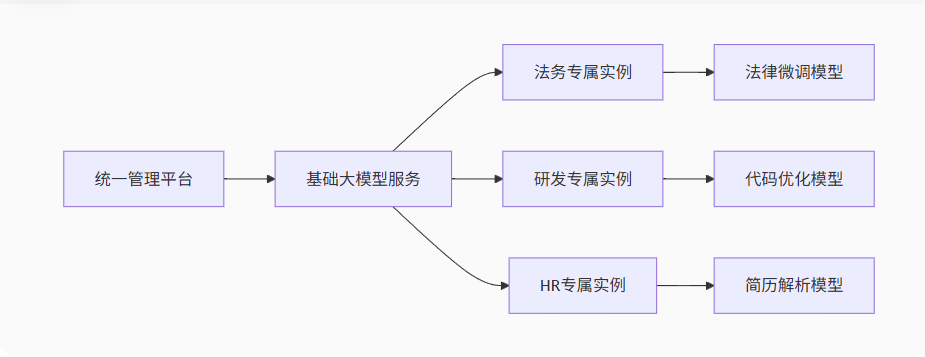 统一管理平台
基础大模型服务
法务专属实例
法律微调模型
研发专属实例
代码优化模型
HR专属实例
简历解析模型